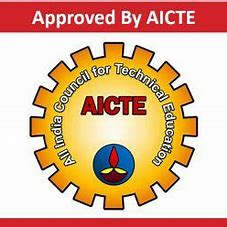 Approved By AICTE
All India Council for Technical Education
AICTE